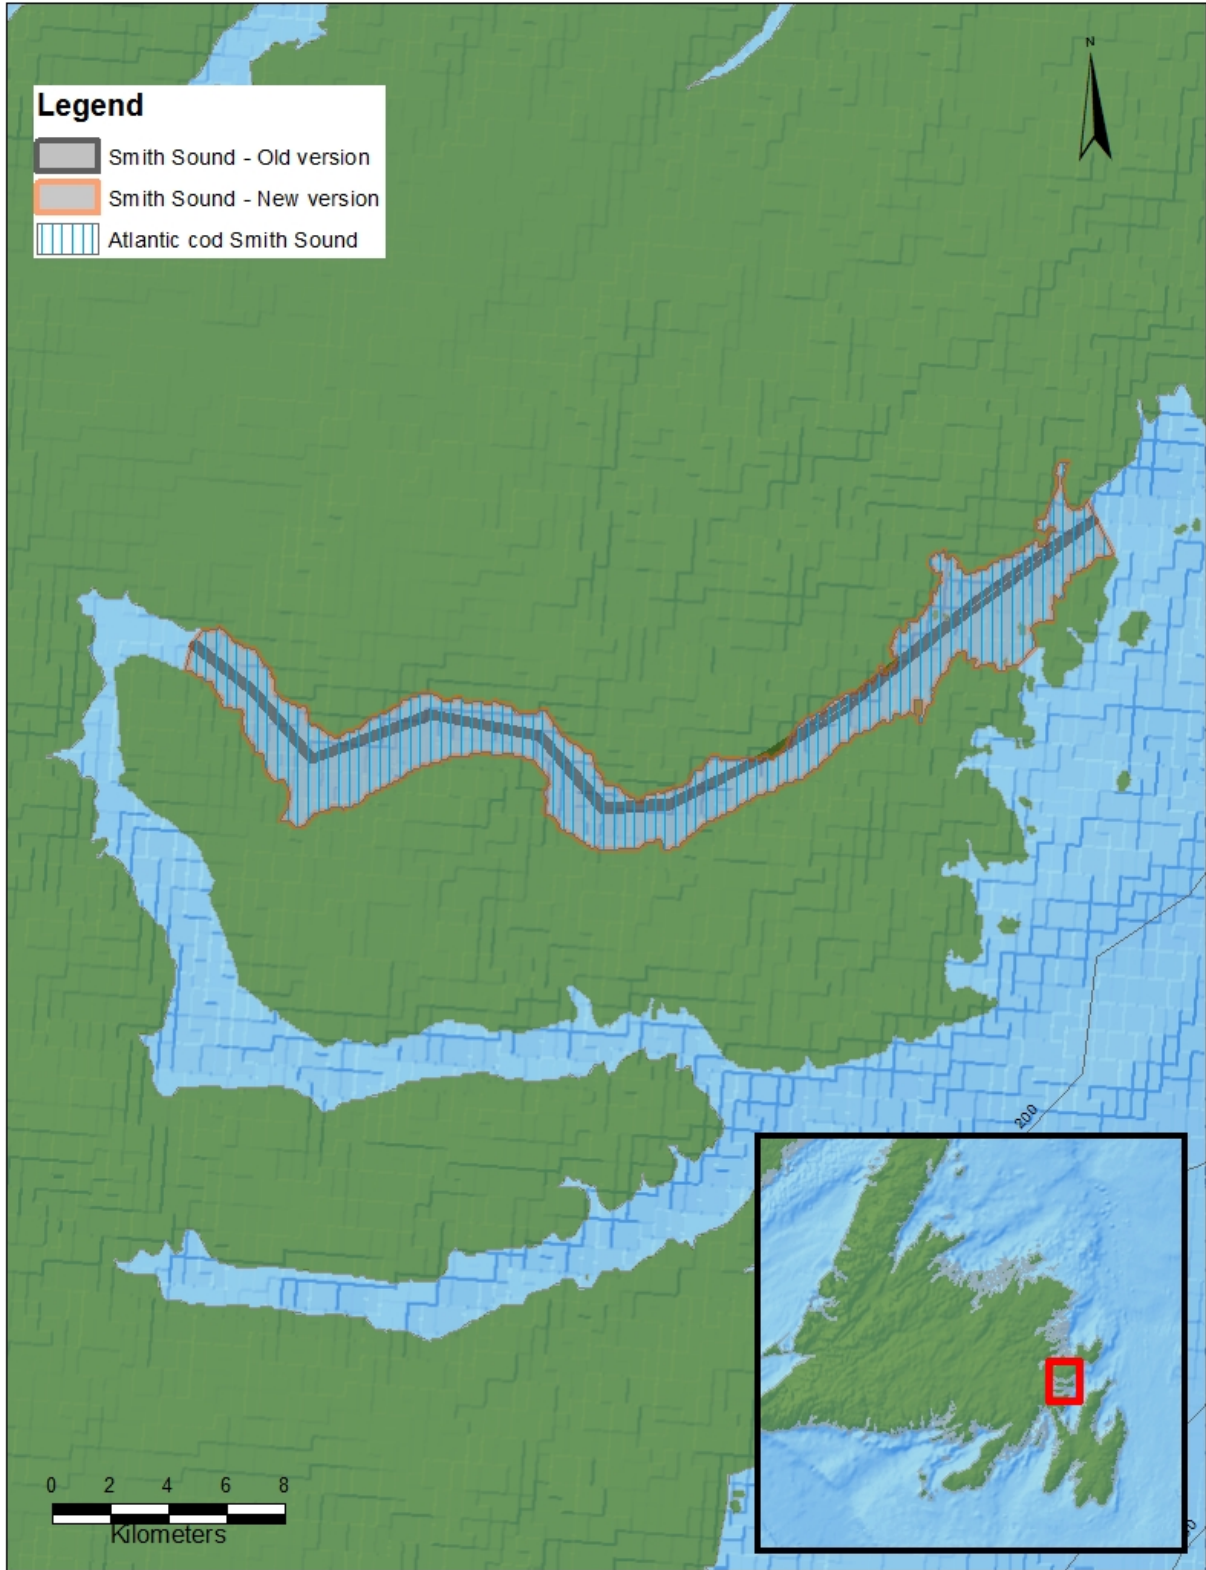 N
Legend
Smith Sound - Old version
Smith Sound - New version
Atlantic cod Smith Sound
200
0 2 4 6 8
Kilometers